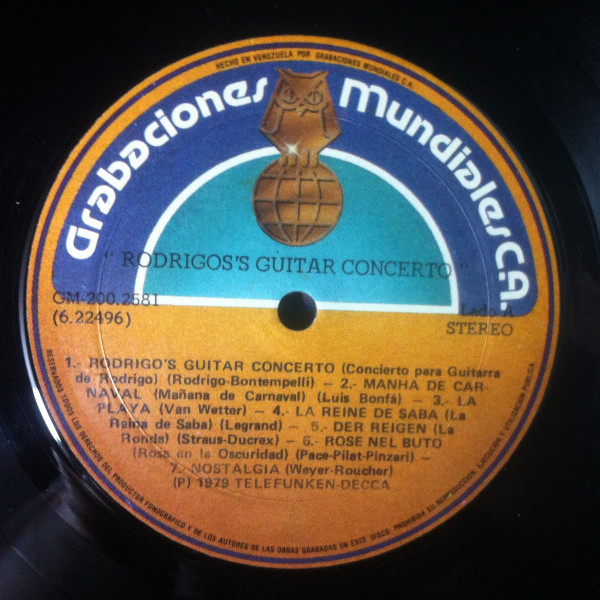 HECHO EN VENEZUELA POR GRABACIONES MUNDIALES C.A.
Grabaciones Mundiales C.A.
" RODRIGOS'S GUITAR CONCERTO "
GM-200.2581
(6.22496)
Lado A
STEREO
1.- RODRIGO'S GUITAR CONCERTO (Concierto para Guitarra
de Rodrigo) (Rodrigo-Bontempelli) – 2.- MANHA DE CAR-
NAVAL (Mañana de Carnaval) (Luis Bonfá) – 3.- LA
PLAYA (Van Wetter) – 4.- LA REINE DE SABA (La
Reina de Saba) (Legrand) – 5.- DER REIGEN (La
Ronda) (Straus-Ducrex) – 6.- ROSE NEL BUTO
(Rosa en la Oscuridad) (Pace-Pilat-Pinzari) –
7.- NOSTALGIA (Weyer-Roucher)
(P) 1979 TELEFUNKEN-DECCA
RESERVADOS TODOS LOS DERECHOS DEL PRODUCTOR FONOGRAFICO Y DE LOS AUTORES DE LAS OBRAS GRABADAS EN ESTE DISCO. PROHIBIDA SU REPRODUCCION, EJECUCION Y UTILIZACION PUBLICA